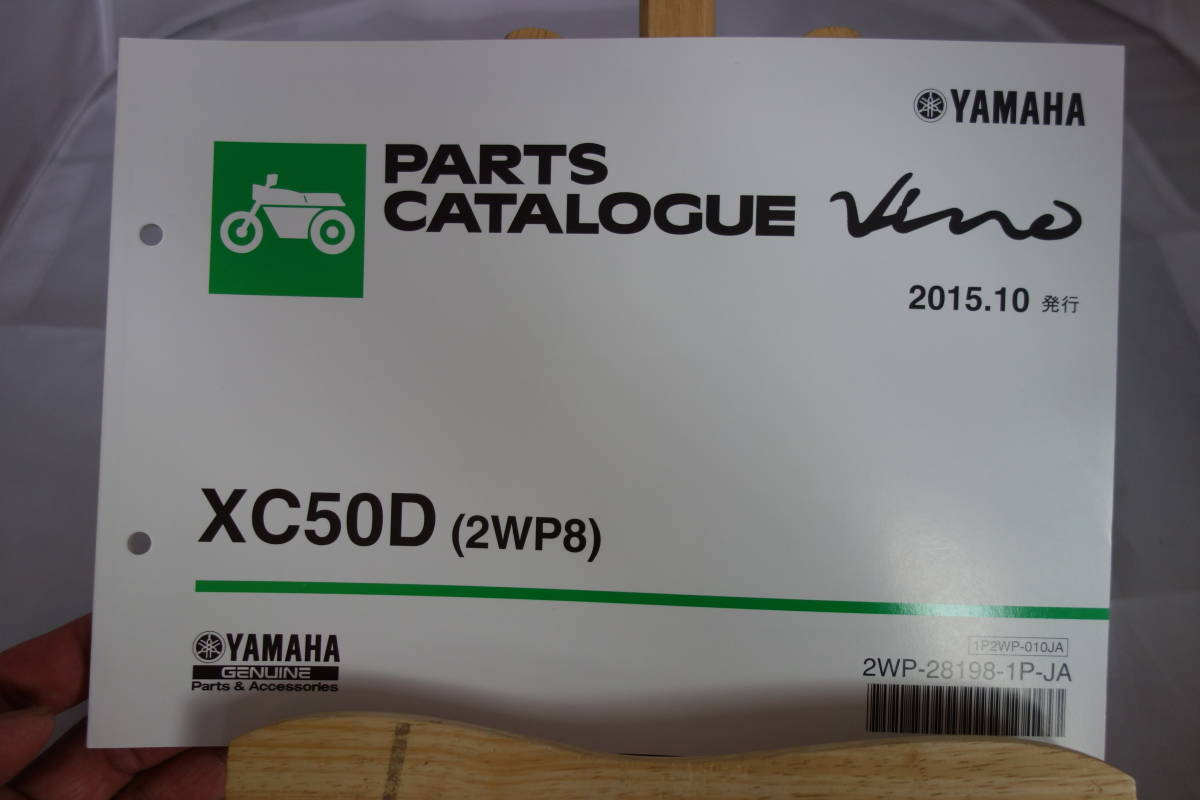 YAMAHA
PARTS
CATALOGUE
Vino
2015.10 発行
XC50D (2WP8)
YAMAHA
GENUINE
Parts & Accessories
1P2WP-010JA
2WP-28198-1P-JA